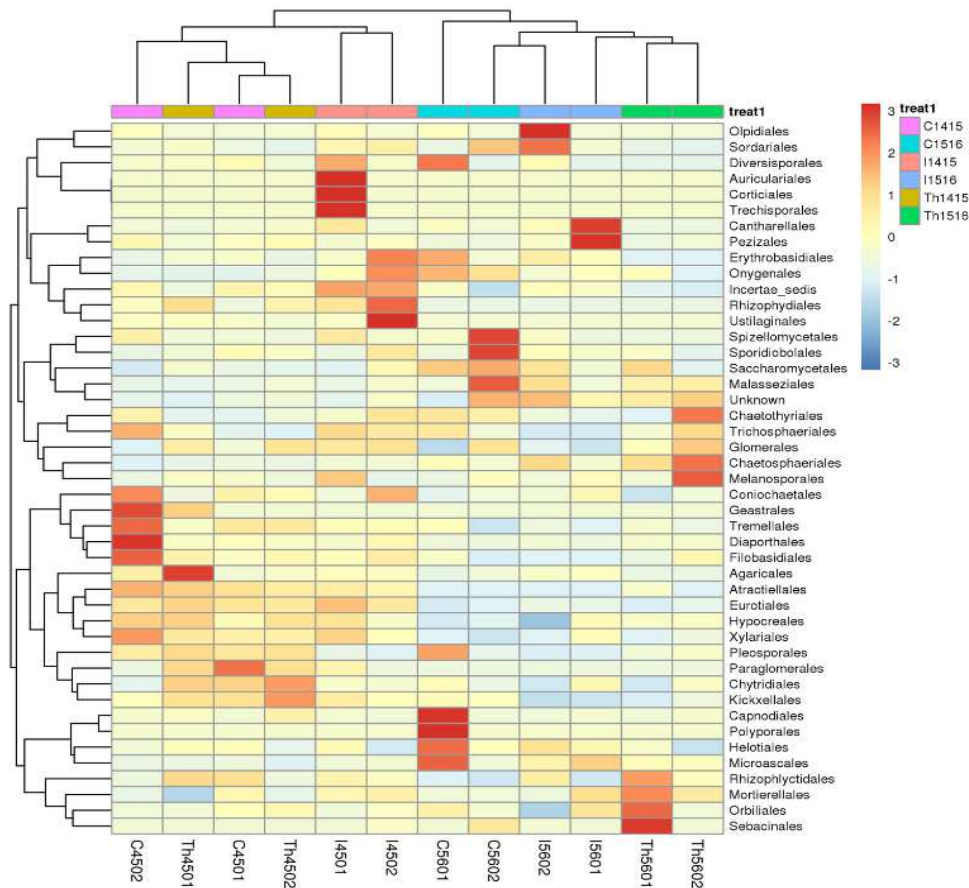 treat1
Olpidiales
Sordariales
Diversisporales
Auriculariales
Corticiales
Trechisporales
Cantharellales
Pezizales
Erythrobasidiales
Onygenales
Incertae_sedis
Rhizophydiales
Ustilaginales
Spizellomycetales
Sporidiobolales
Saccharomycetales
Malasseziales
Unknown
Chaetothyriales
Trichosphaeriales
Glomerales
Chaetosphaeriales
Melanosporales
Coniochaetales
Geastrales
Tremellales
Diaporthales
Filobasidiales
Agaricales
Atractiellales
Eurotiales
Hypocreales
Xylariales
Pleosporales
Paraglomerales
Chytridiales
Kickxellales
Capnodiales
Polyporales
Helotiales
Microascales
Rhizophlyctidales
Mortierellales
Orbiliales
Sebacinales
C4502
Th4501
C4501
Th4502
I4501
I4502
C5601
C5602
I5602
I5601
Th5601
Th5602
3
2
1
0
-1
-2
-3
treat1
C1415
C1516
I1415
I1516
Th1415
Th1516